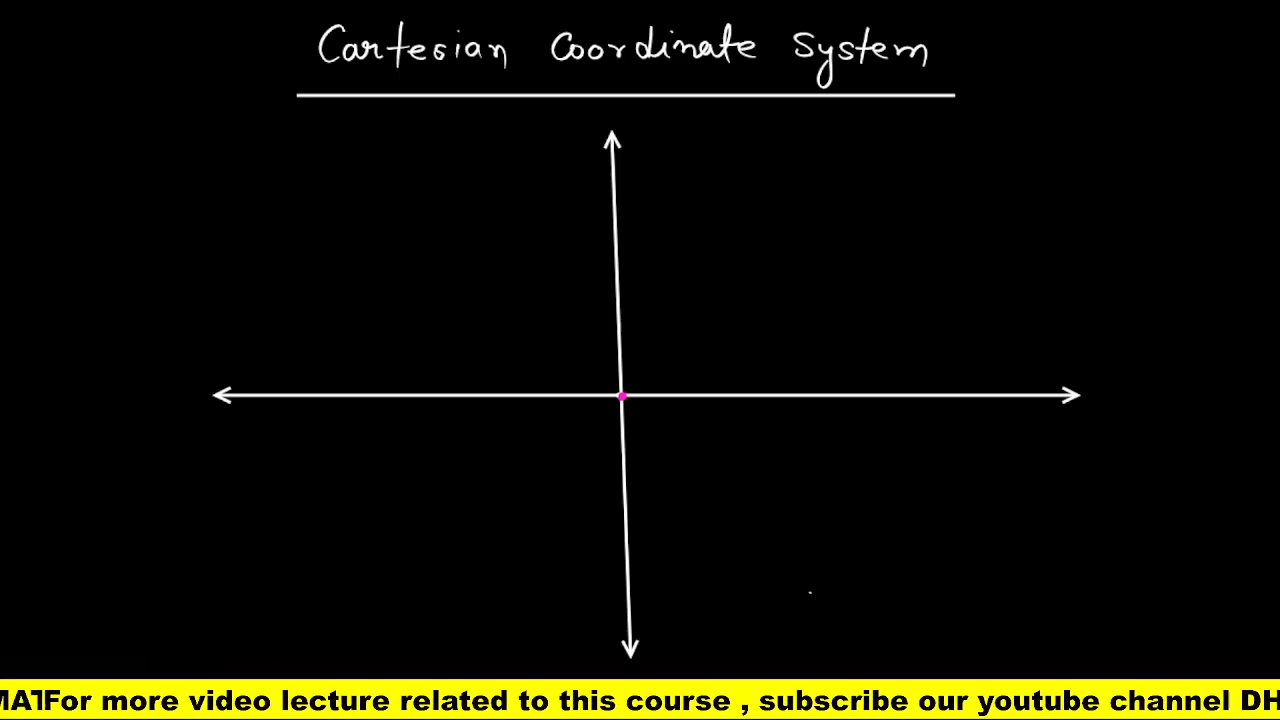 Cartesian Coordinate System
For more video lecture related to this course , subscribe our youtube channel